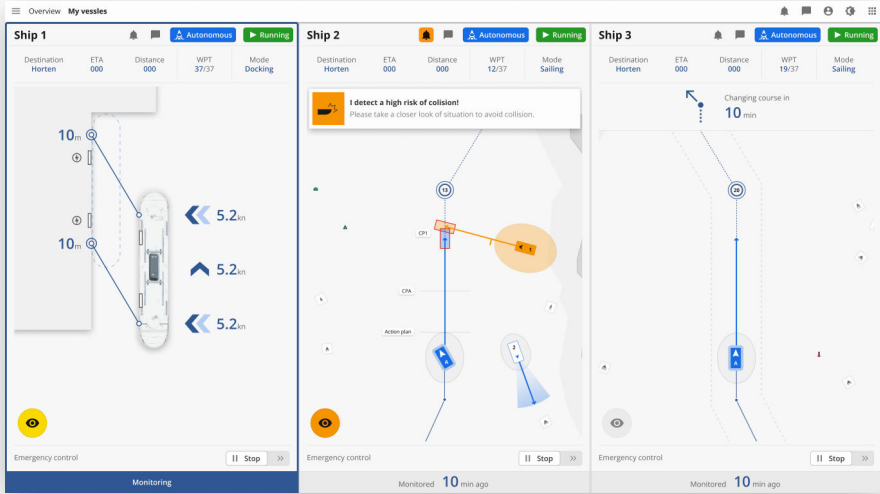 Overview My vessles
Ship 1
Autonomous
Running
Destination ETA Distance WPT Mode
Horten 000 000 37/37 Docking
10m
10m
5.2kn
5.2kn
5.2kn
Emergency control
Stop
Monitoring
Ship 2
Autonomous
Running
Destination ETA Distance WPT Mode
Horten 000 000 12/37 Sailing
I detect a high risk of colision!
Please take a closer look of situation to avoid collision.
13
CP1
1
CPA
Action plan
2
A
A
Emergency control
Stop
Monitored 10 min ago
Ship 3
Autonomous
Running
Destination ETA Distance WPT Mode
Horten 000 000 19/37 Sailing
Changing course in
10 min
20
A
Emergency control
Stop
Monitored 10 min ago